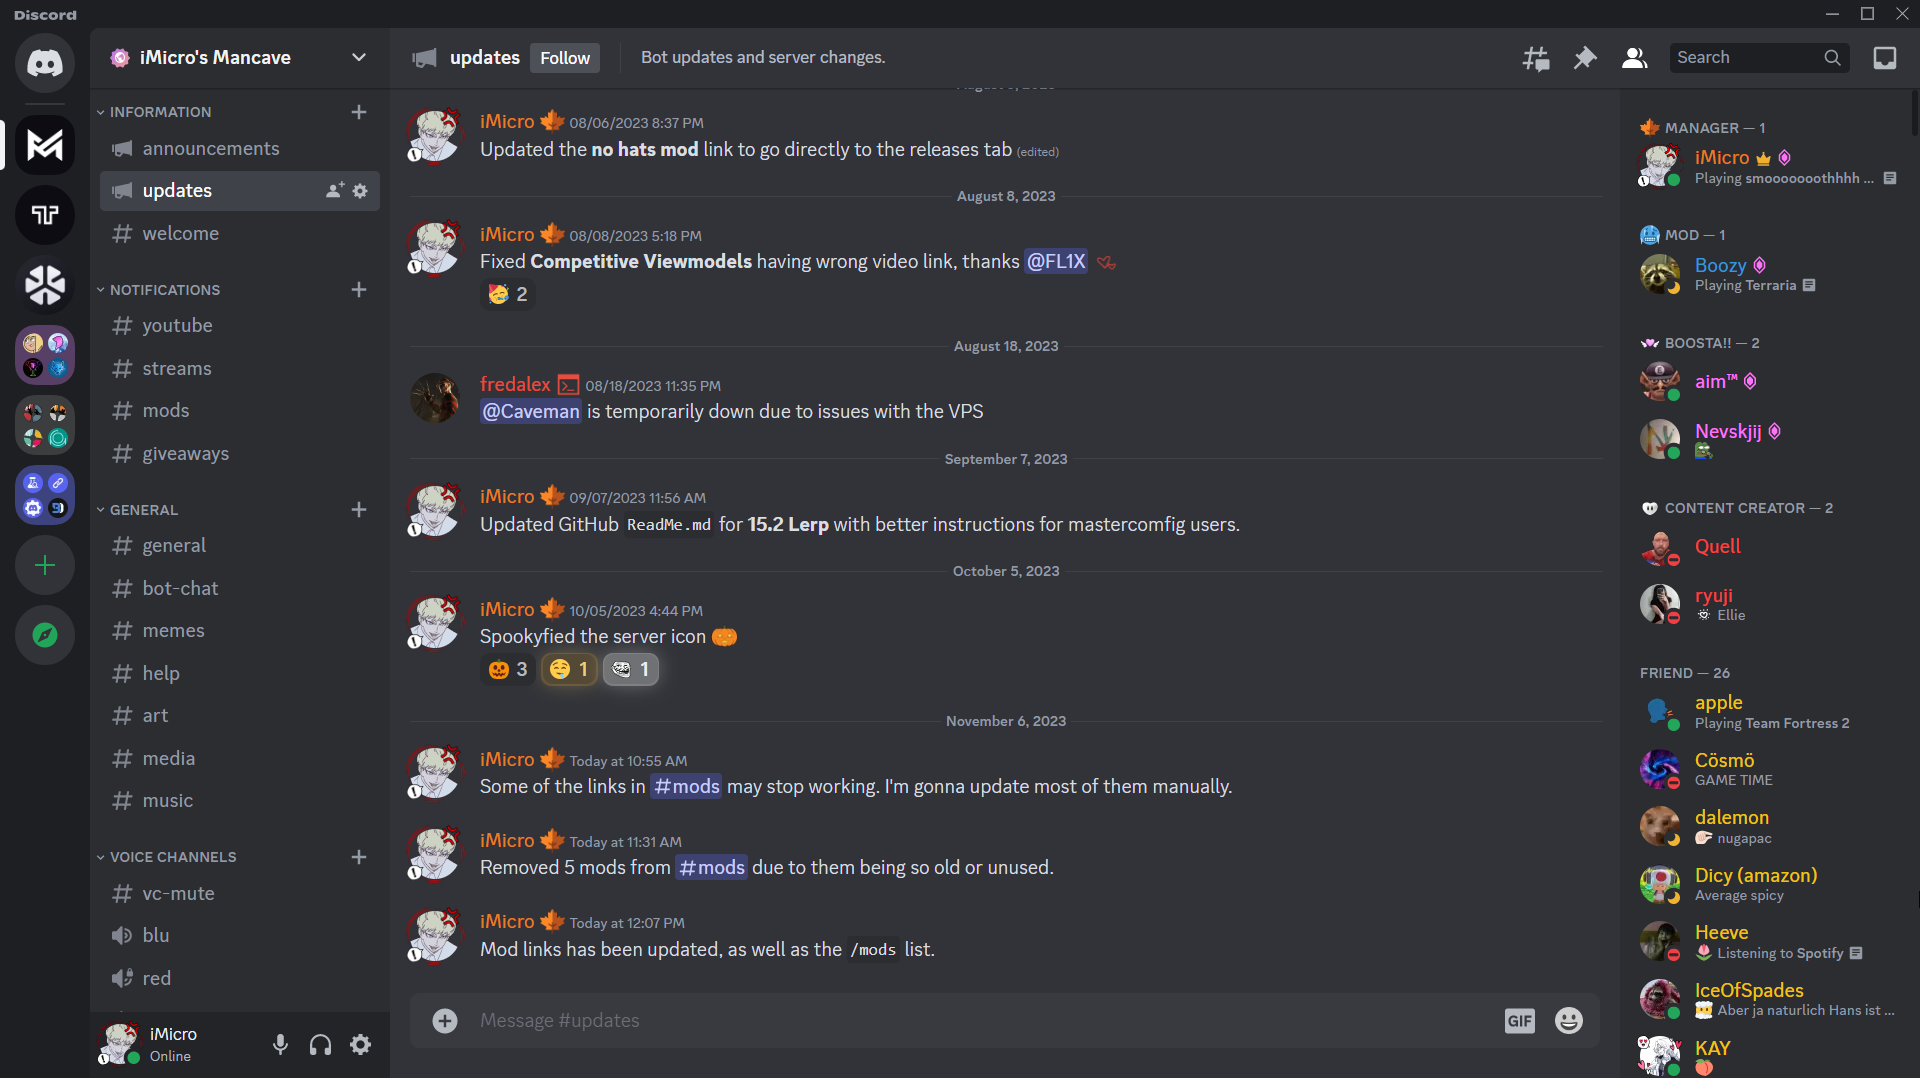 Discord
iMicro's Mancave
INFORMATION
announcements
updates
welcome
NOTIFICATIONS
youtube
streams
mods
giveaways
GENERAL
general
bot-chat
memes
help
art
media
music
VOICE CHANNELS
vc-mute
blu
red
iMicro
Online
updates
Follow
Bot updates and server changes.
Search
iMicro 08/06/2023 8:37 PM
Updated the no hats mod link to go directly to the releases tab (edited)
August 8, 2023
iMicro 08/08/2023 5:18 PM
Fixed Competitive Viewmodels having wrong video link, thanks @FL1X
2
August 18, 2023
fredalex 08/18/2023 11:35 PM
@Caveman is temporarily down due to issues with the VPS
September 7, 2023
iMicro 09/07/2023 11:56 AM
Updated GitHub ReadMe.md for 15.2 Lerp with better instructions for mastercomfig users.
October 5, 2023
iMicro 10/05/2023 4:44 PM
Spookyfied the server icon
3 1 1
November 6, 2023
iMicro Today at 10:55 AM
Some of the links in #mods may stop working. I'm gonna update most of them manually.
iMicro Today at 11:31 AM
Removed 5 mods from #mods due to them being so old or unused.
iMicro Today at 12:07 PM
Mod links has been updated, as well as the /mods list.
Message #updates
GIF
MANAGER — 1
iMicro
Playing smooooooothhhh ...
MOD — 1
Boozy
Playing Terraria
BOOSTA!! — 2
aim™
Nevskjij
CONTENT CREATOR — 2
Quell
ryuji
Ellie
FRIEND — 26
apple
Playing Team Fortress 2
Cösmö
GAME TIME
dalemon
nugapac
Dicy (amazon)
Average spicy
Heeve
Listening to Spotify
IceOfSpades
Aber ja naturlich Hans ist ...
KAY